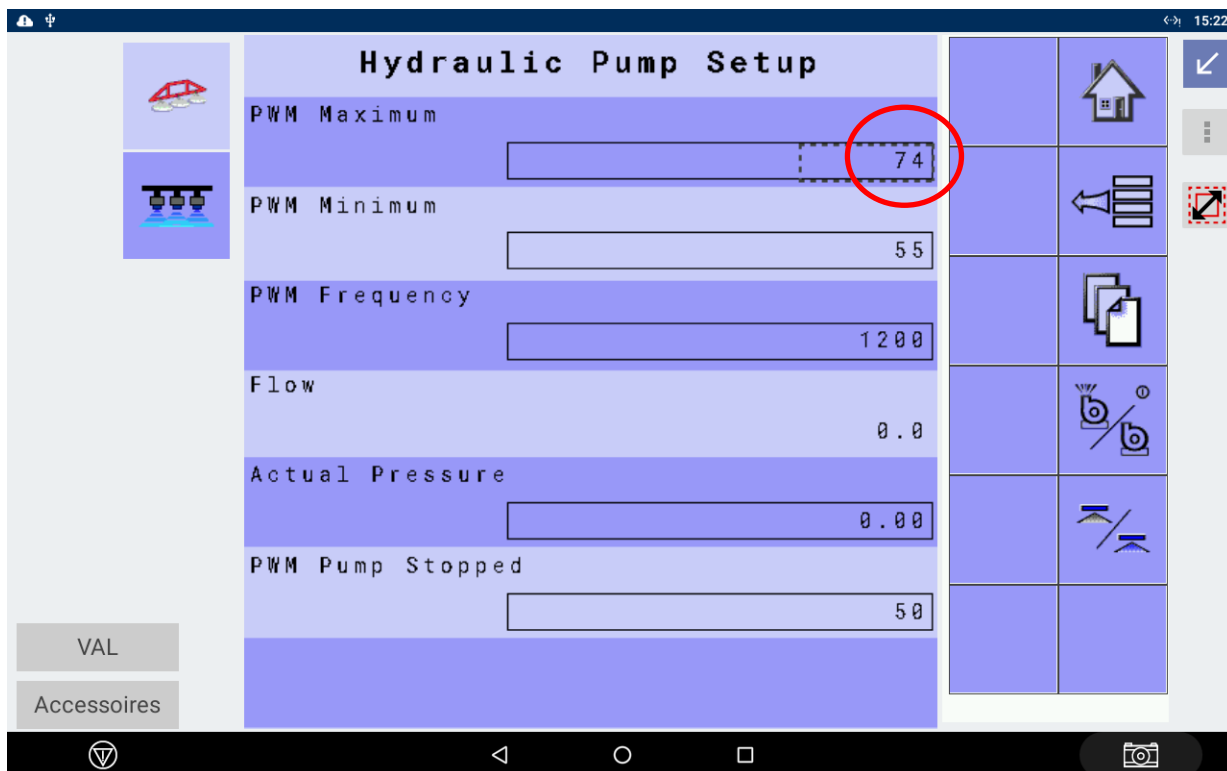 15:22
Hydraulic Pump Setup
PWM Maximum
74
PWM Minimum
55
PWM Frequency
1200
Flow
0.0
Actual Pressure
0.00
PWM Pump Stopped
50
VAL
Accessoires